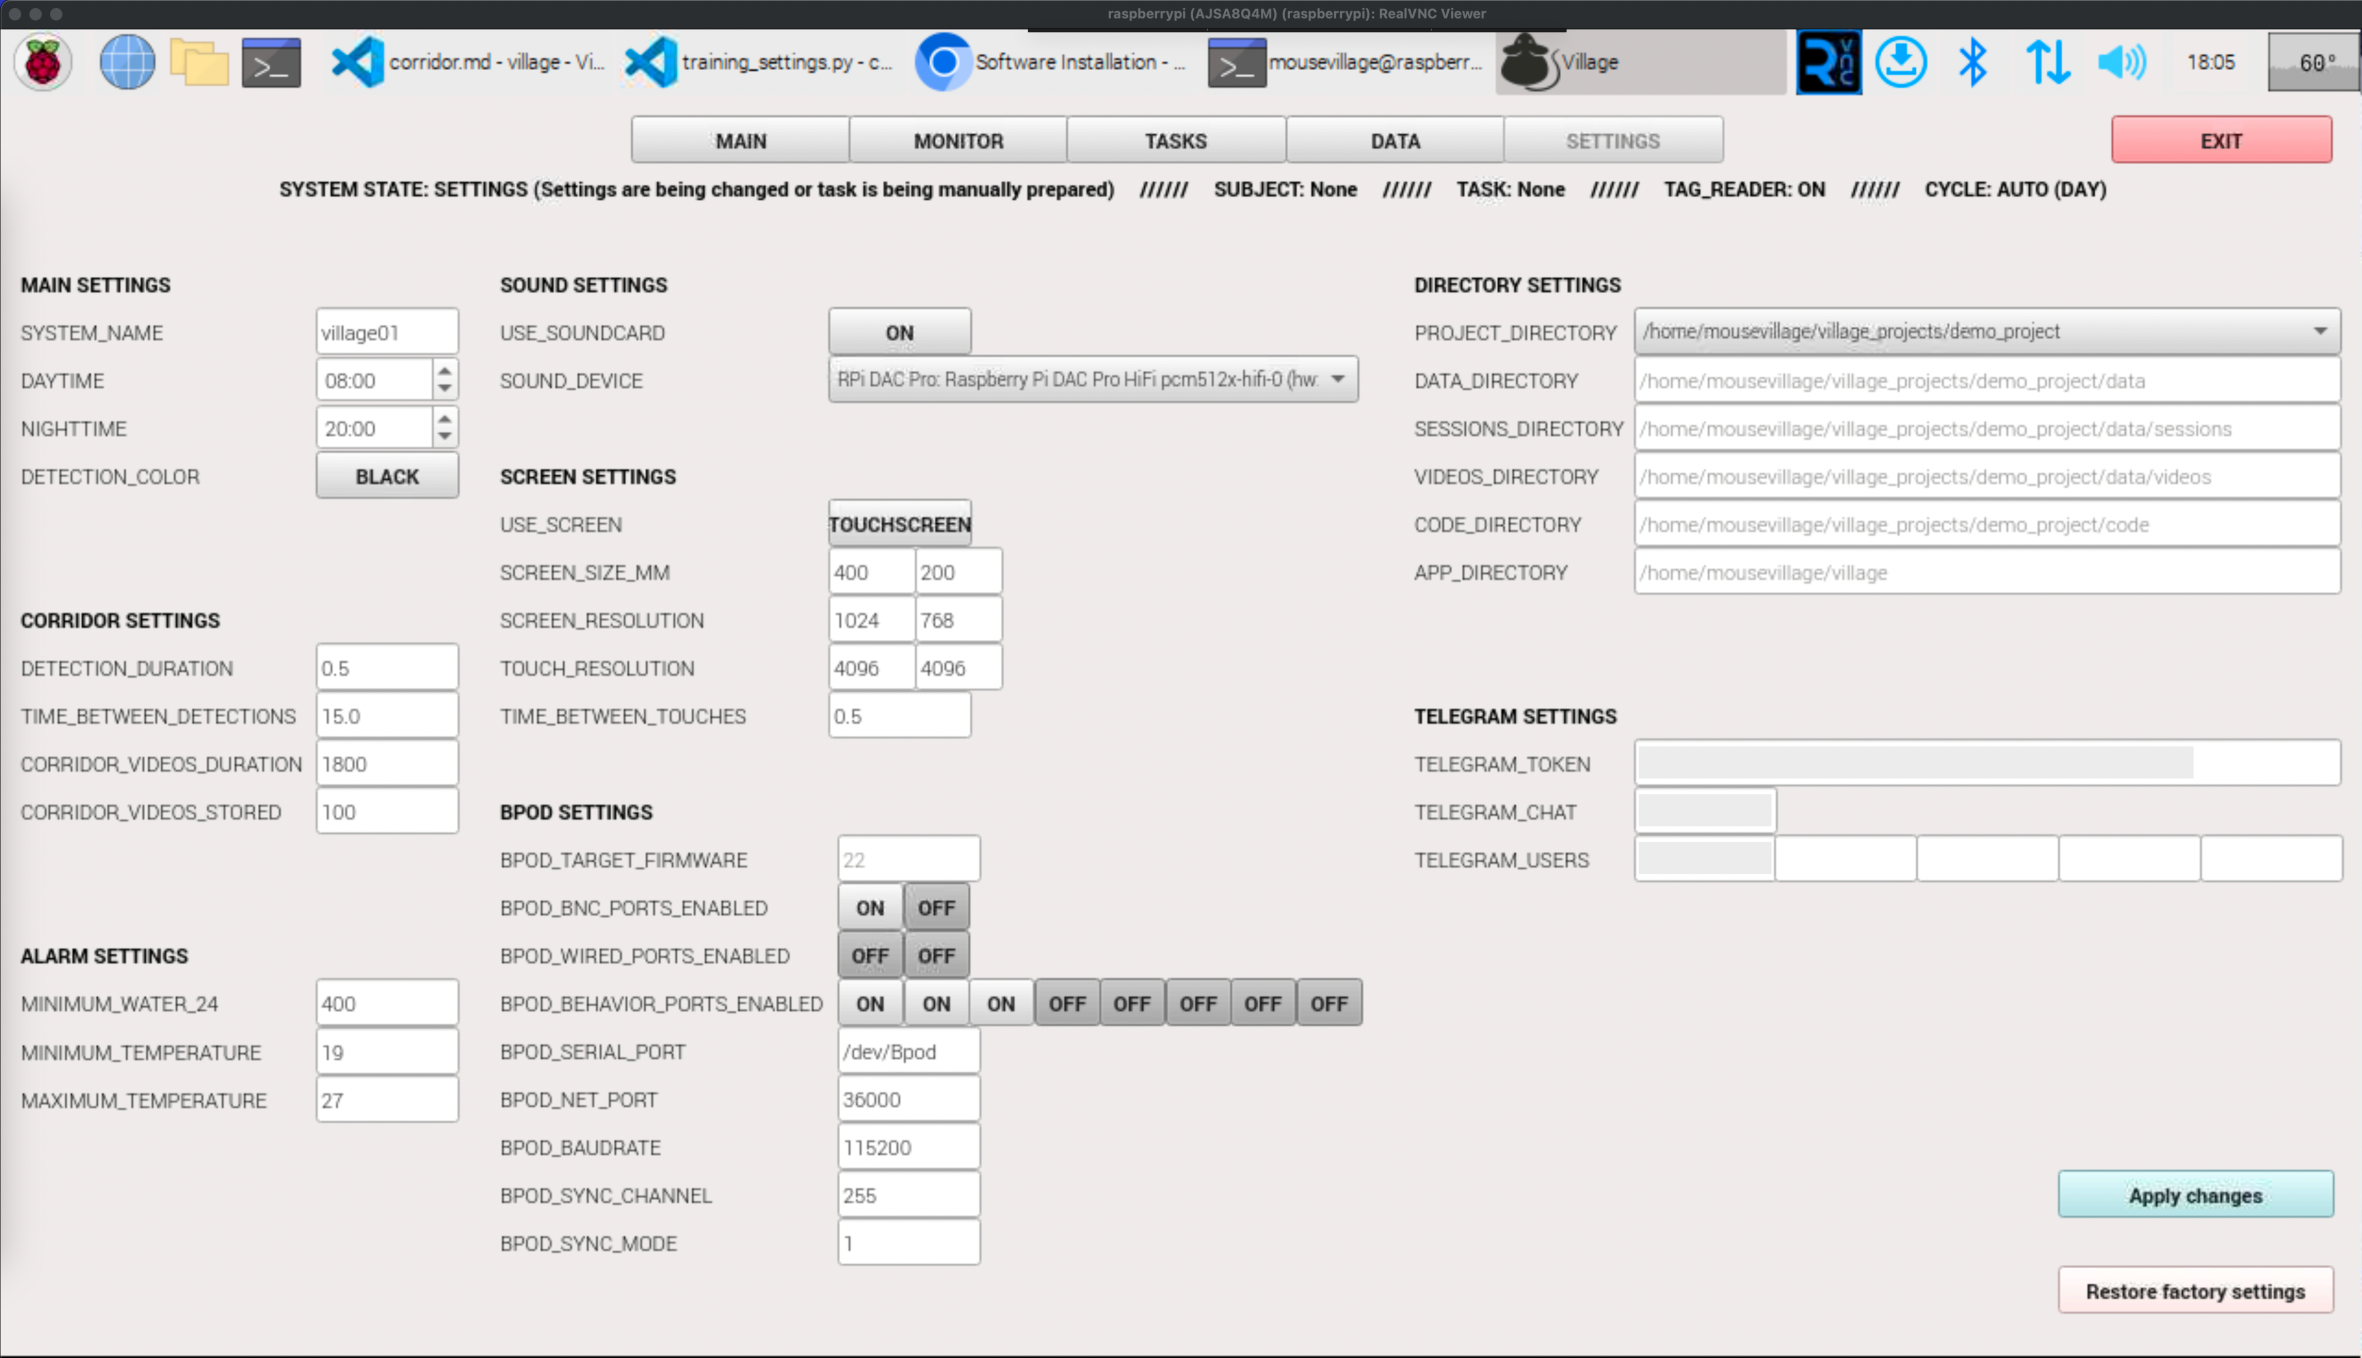 raspberrypi (AJSA8Q4M) (raspberrypi): RealVNC Viewer
corridor.md - village - Vi...
training_settings.py - c...
Software Installation - ...
mousevillage@raspberr...
Village
18:05
60°
MAIN
MONITOR
TASKS
DATA
SETTINGS
EXIT
SYSTEM STATE: SETTINGS (Settings are being changed or task is being manually prepared) ////// SUBJECT: None ////// TASK: None ////// TAG_READER: ON ////// CYCLE: AUTO (DAY)
MAIN SETTINGS
SYSTEM_NAME village01
DAYTIME 08:00
NIGHTTIME 20:00
DETECTION_COLOR BLACK
CORRIDOR SETTINGS
DETECTION_DURATION 0.5
TIME_BETWEEN_DETECTIONS 15.0
CORRIDOR_VIDEOS_DURATION 1800
CORRIDOR_VIDEOS_STORED 100
ALARM SETTINGS
MINIMUM_WATER_24 400
MINIMUM_TEMPERATURE 19
MAXIMUM_TEMPERATURE 27
SOUND SETTINGS
USE_SOUNDCARD ON
SOUND_DEVICE RPi DAC Pro: Raspberry Pi DAC Pro HiFi pcm512x-hifi-0 (hw:
SCREEN SETTINGS
USE_SCREEN TOUCHSCREEN
SCREEN_SIZE_MM 400 200
SCREEN_RESOLUTION 1024 768
TOUCH_RESOLUTION 4096 4096
TIME_BETWEEN_TOUCHES 0.5
BPOD SETTINGS
BPOD_TARGET_FIRMWARE 22
BPOD_BNC_PORTS_ENABLED ON OFF
BPOD_WIRED_PORTS_ENABLED OFF OFF
BPOD_BEHAVIOR_PORTS_ENABLED ON ON ON OFF OFF OFF OFF OFF
BPOD_SERIAL_PORT /dev/Bpod
BPOD_NET_PORT 36000
BPOD_BAUDRATE 115200
BPOD_SYNC_CHANNEL 255
BPOD_SYNC_MODE 1
DIRECTORY SETTINGS
PROJECT_DIRECTORY /home/mousevillage/village_projects/demo_project
DATA_DIRECTORY /home/mousevillage/village_projects/demo_project/data
SESSIONS_DIRECTORY /home/mousevillage/village_projects/demo_project/data/sessions
VIDEOS_DIRECTORY /home/mousevillage/village_projects/demo_project/data/videos
CODE_DIRECTORY /home/mousevillage/village_projects/demo_project/code
APP_DIRECTORY /home/mousevillage/village
TELEGRAM SETTINGS
TELEGRAM_TOKEN
TELEGRAM_CHAT
TELEGRAM_USERS
Apply changes
Restore factory settings